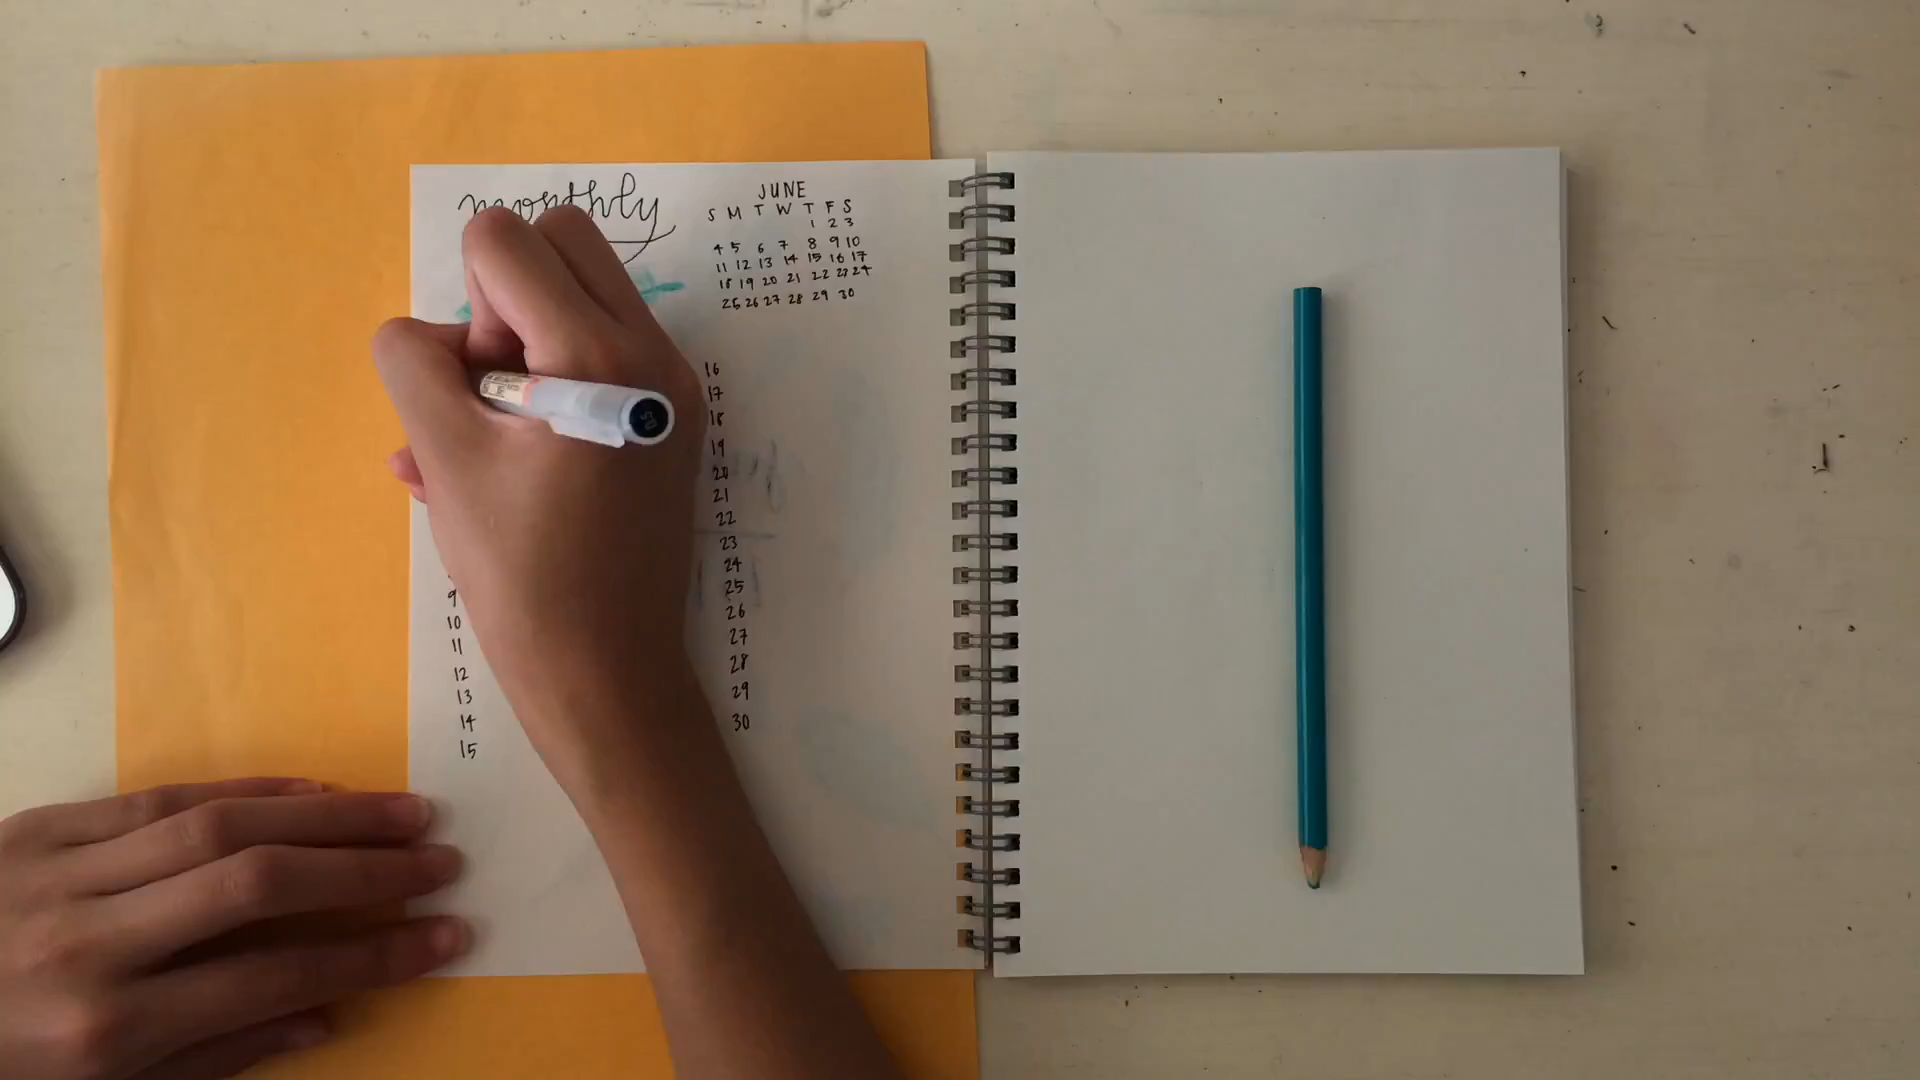 monthly
JUNE
S M T W T F S
1 2 3
4 5 6 7 8 9 10
11 12 13 14 15 16 17
18 19 20 21 22 23 24
25 26 27 28 29 30
16
17
18
19
20
21
22
23
24
25
26
27
28
29
30
9
10
11
12
13
14
15